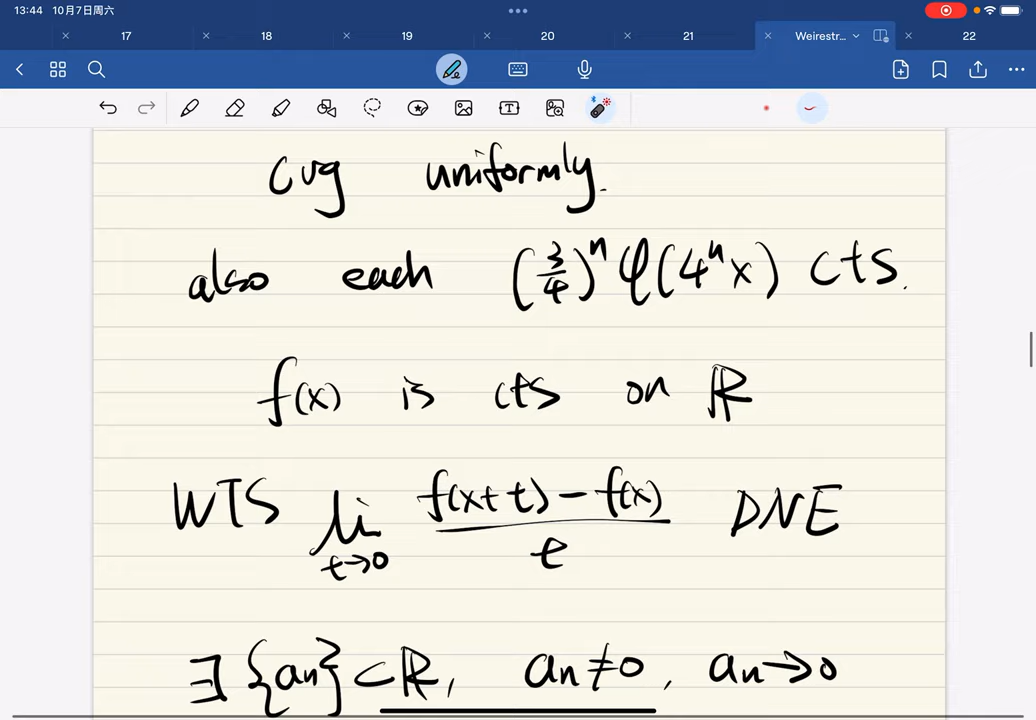 13:44 10月7日周六
17 18 19 20 21 Weirestr... 22
cvg uniformly.
also each (3/4)^n φ(4^n x) cts.
f(x) is cts on ℝ
WTS lim_{t→0} (f(x+t) - f(x))/t DNE
∃ {an} ⊂ ℝ, an ≠ 0, an → 0